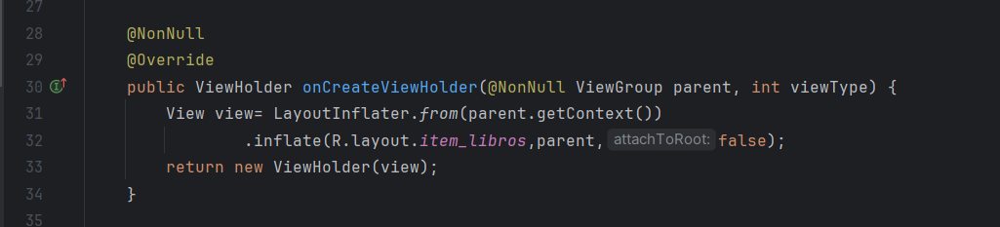 27
28 @NonNull
29 @Override
30 public ViewHolder onCreateViewHolder(@NonNull ViewGroup parent, int viewType) {
31 View view= LayoutInflater.from(parent.getContext())
32 .inflate(R.layout.item_libros,parent, attachToRoot: false);
33 return new ViewHolder(view);
34 }
35